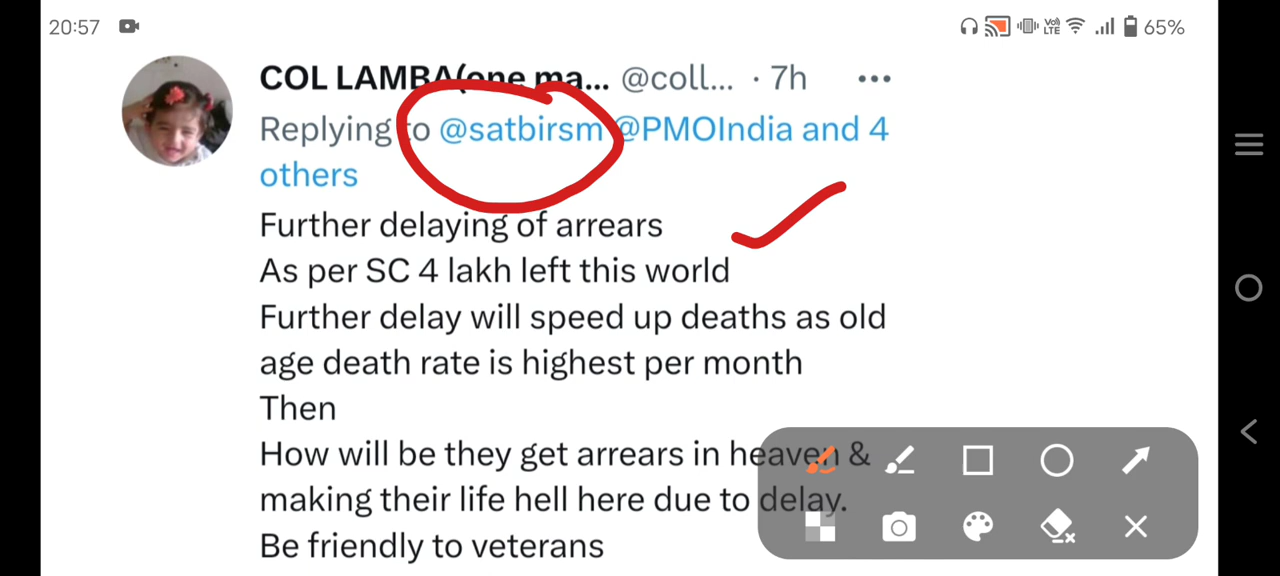 20:57 VoD LTE 65%
COL LAMBA(one ma... @coll... · 7h
Replying to @satbirsm @PMOIndia and 4
others
Further delaying of arrears
As per SC 4 lakh left this world
Further delay will speed up deaths as old
age death rate is highest per month
Then
How will be they get arrears in heaven &
making their life hell here due to delay.
Be friendly to veterans